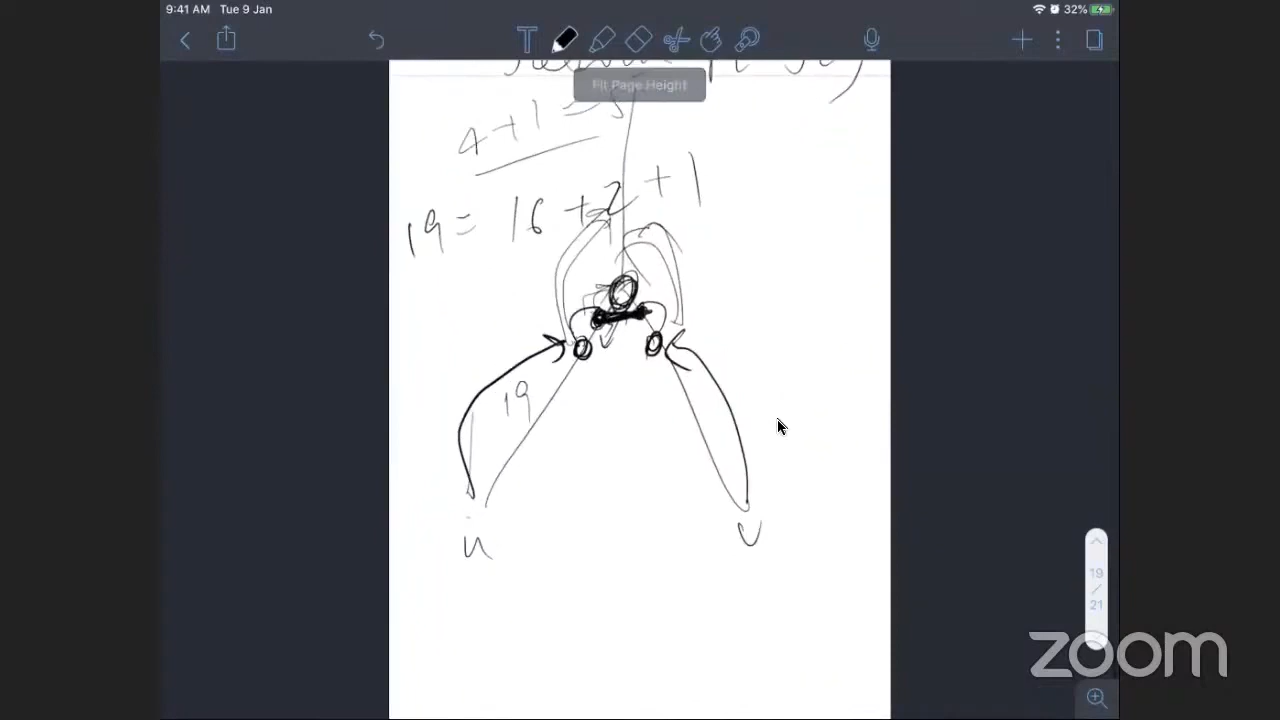 9:41 AM Tue 9 Jan
32%
T
Fit Page Height
4+1=5
19= 16+2+1
19
u
v
19
/
21
zoom